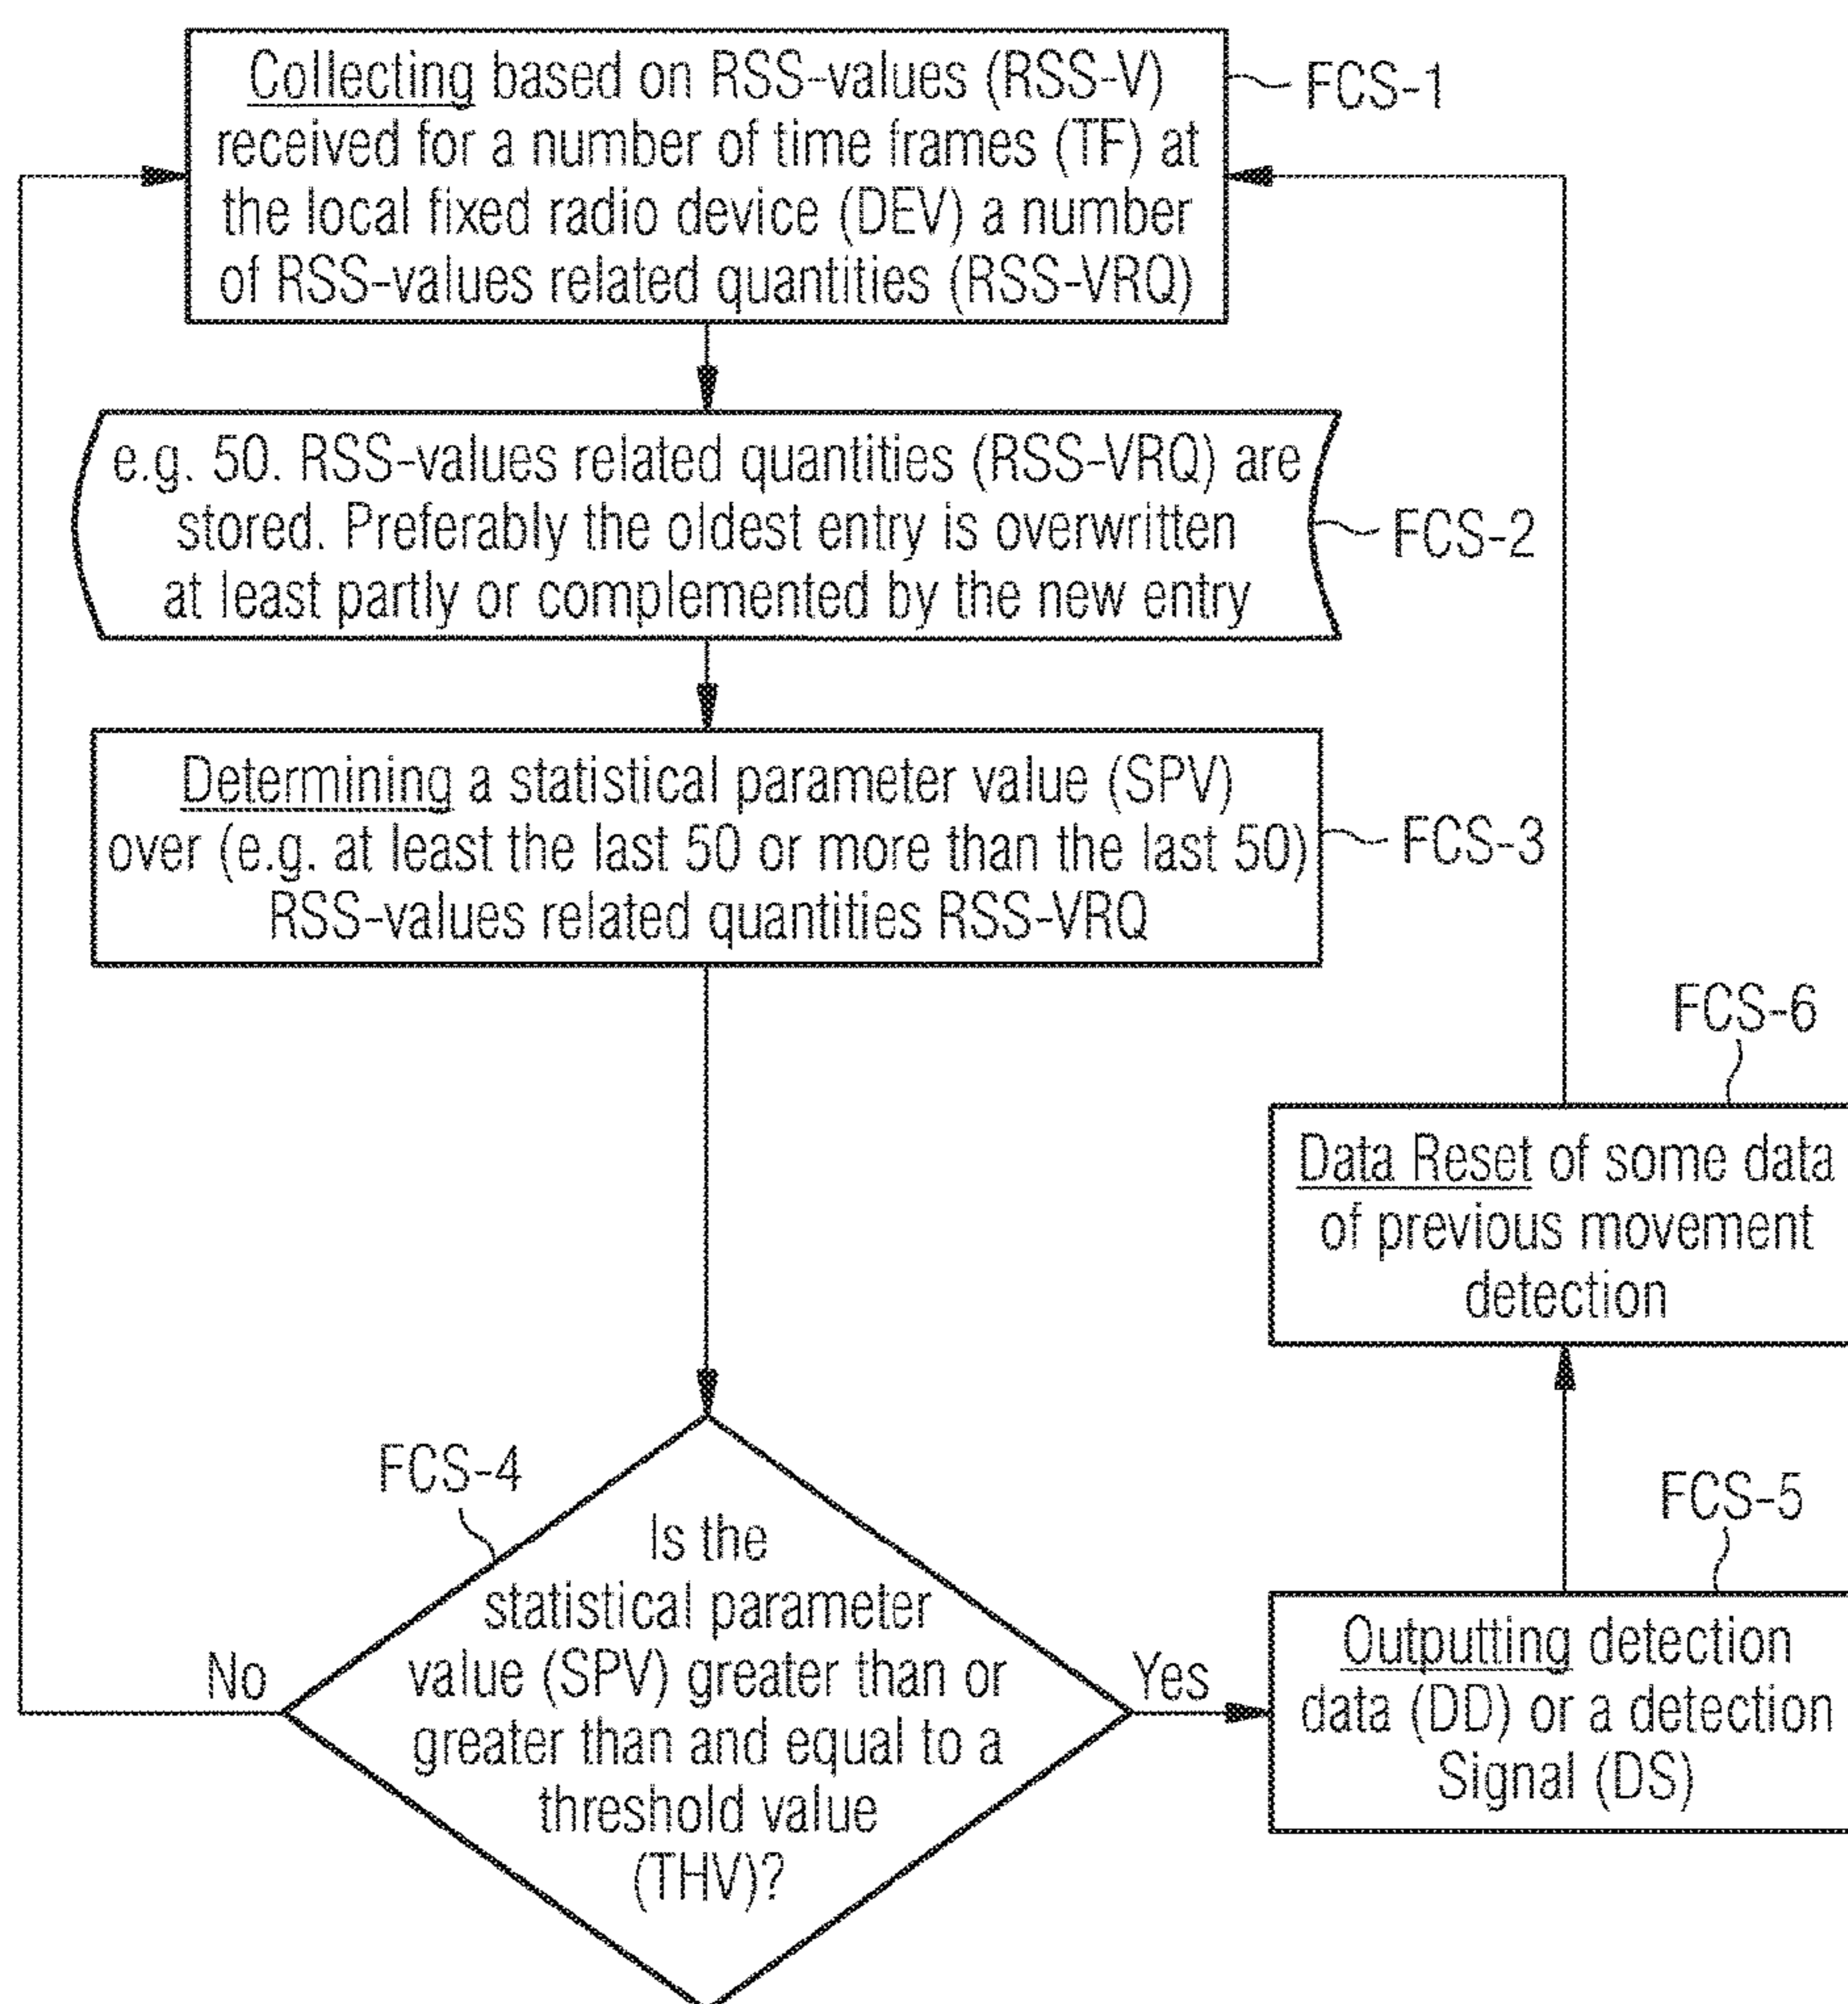 Collecting based on RSS-values (RSS-V)
received for a number of time frames (TF) at
the local fixed radio device (DEV) a number
of RSS-values related quantities (RSS-VRQ)
FCS-1
e.g. 50. RSS-values related quantities (RSS-VRQ) are
stored. Preferably the oldest entry is overwritten
at least partly or complemented by the new entry
FCS-2
Determining a statistical parameter value (SPV)
over (e.g. at least the last 50 or more than the last 50)
RSS-values related quantities RSS-VRQ
FCS-3
FCS-6
Data Reset of some data
of previous movement
detection
FCS-4
Is the
statistical parameter
value (SPV) greater than or
greater than and equal to a
threshold value
(THV)?
No
Yes
FCS-5
Outputting detection
data (DD) or a detection
Signal (DS)